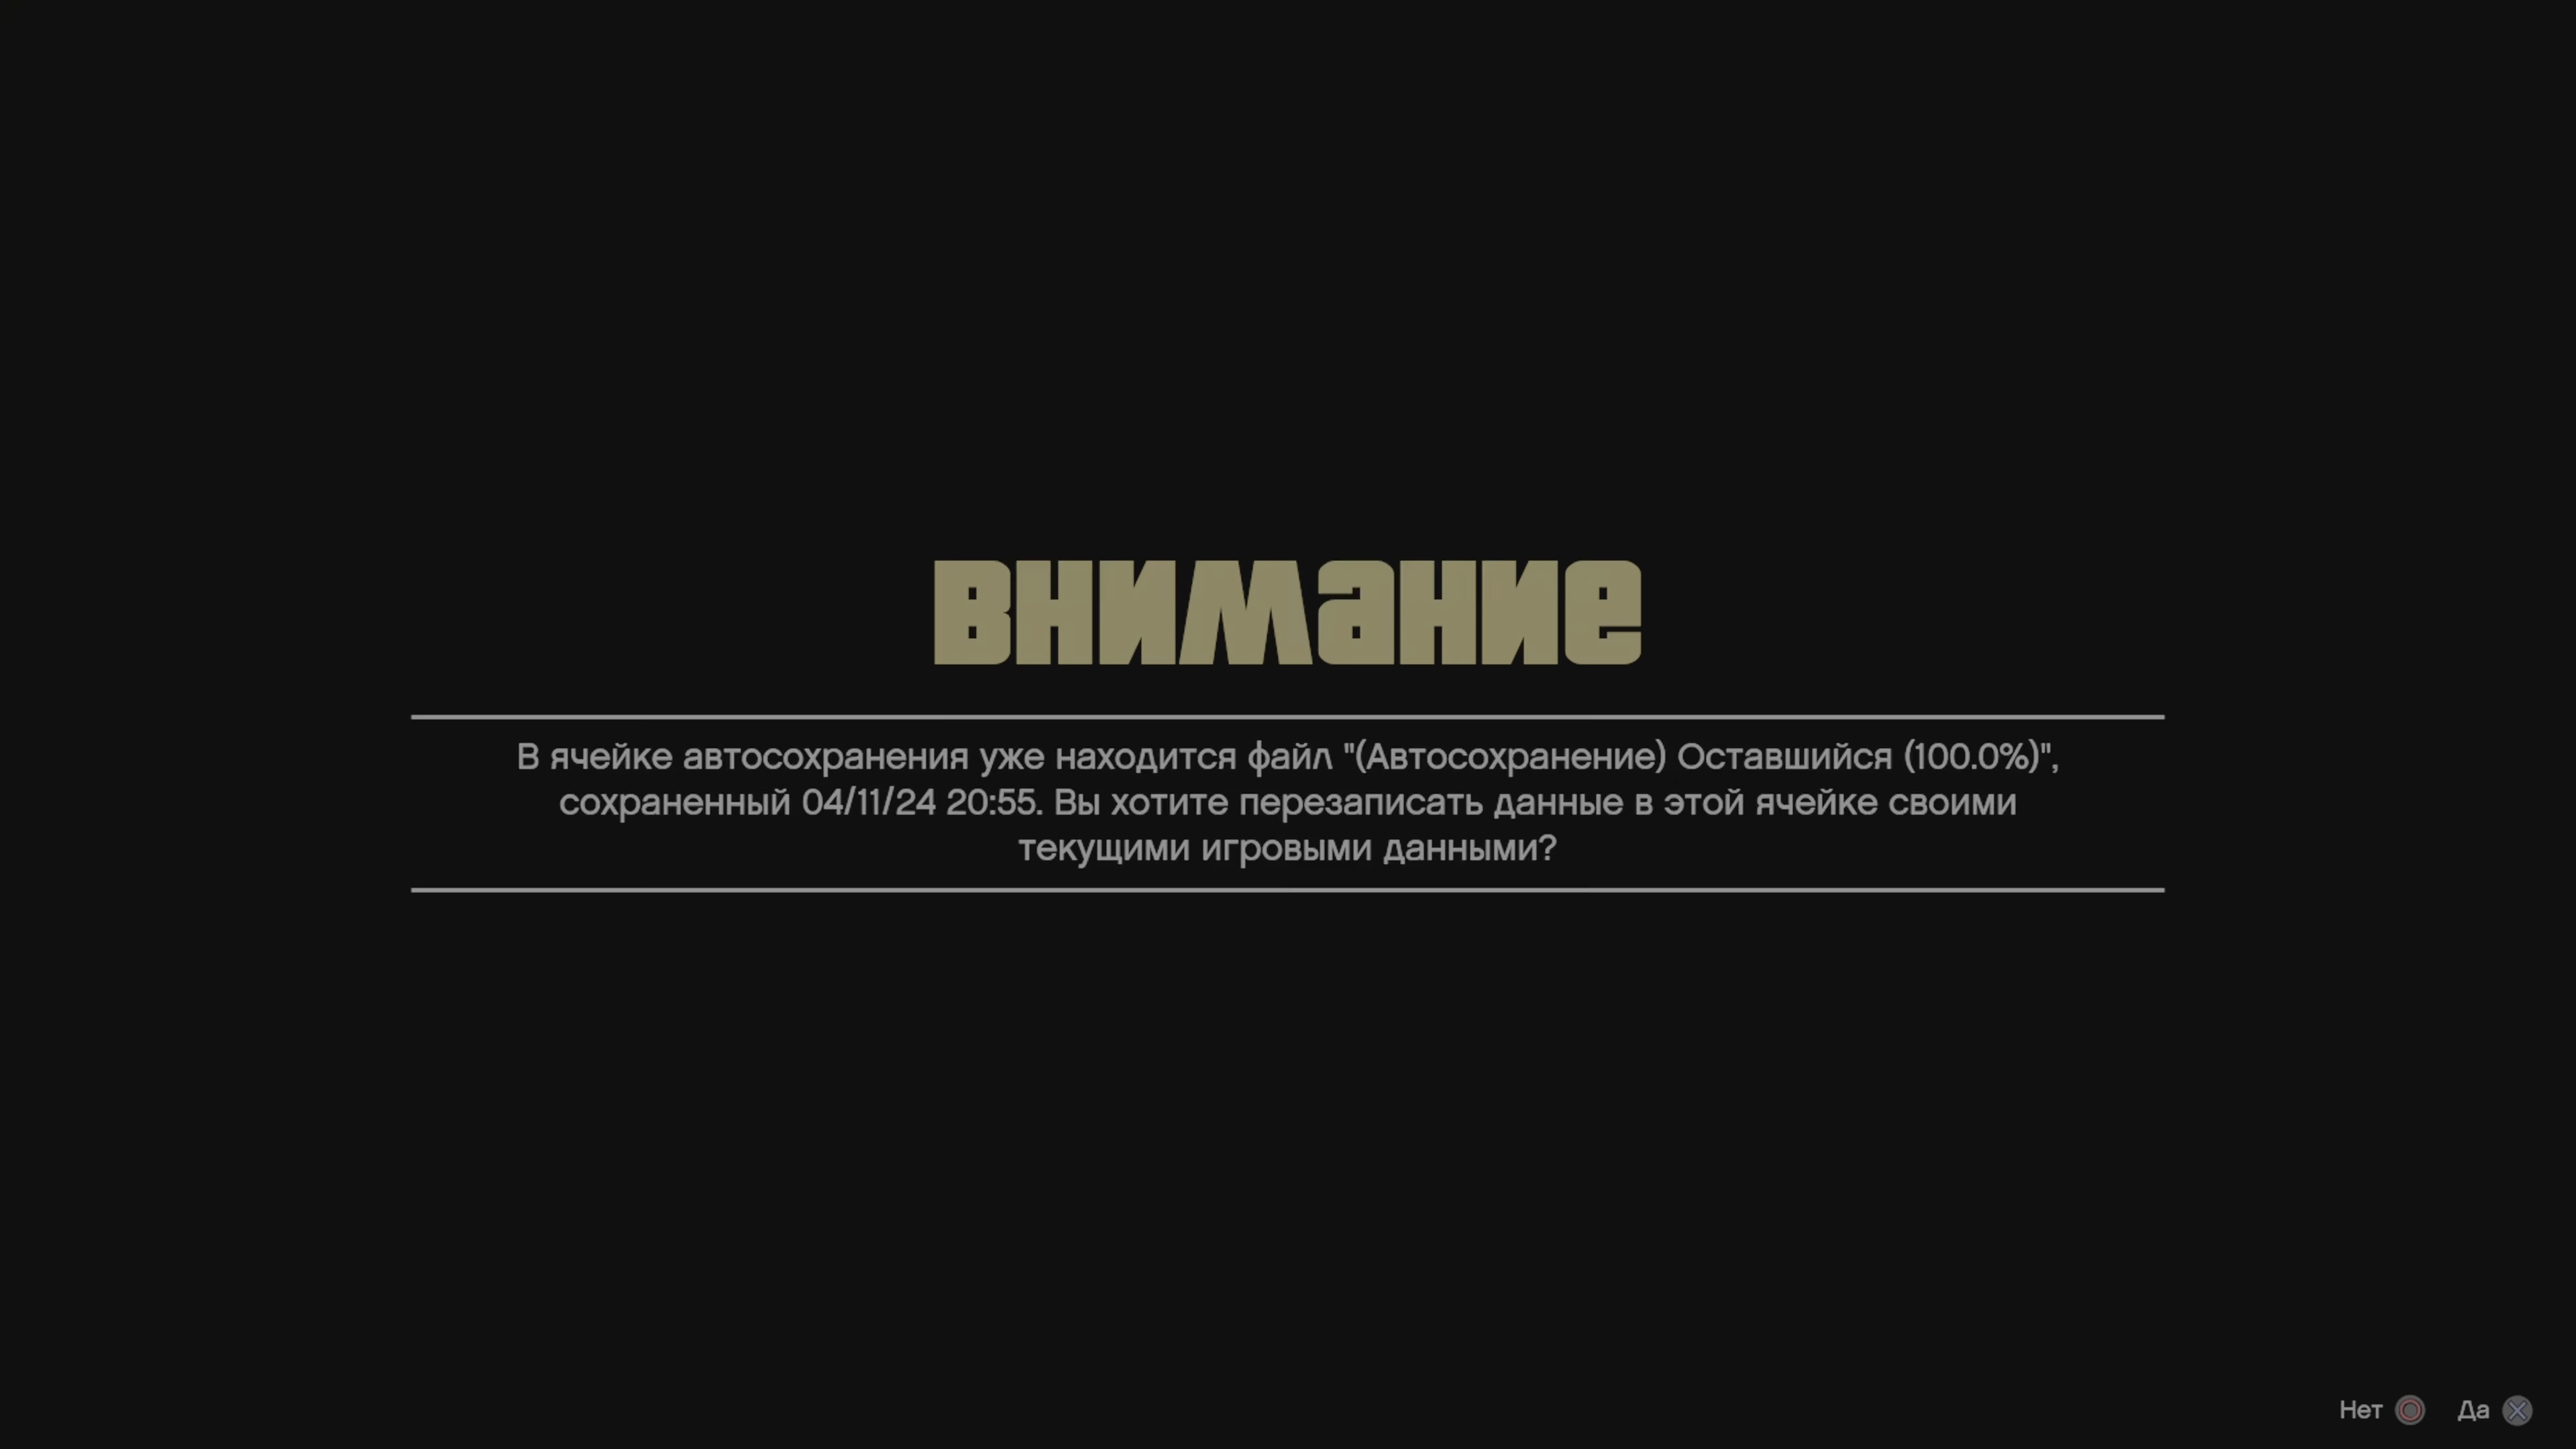 внимание
В ячейке автосохранения уже находится файл "(Автосохранение) Оставшийся (100.0%)",
сохраненный 04/11/24 20:55. Вы хотите перезаписать данные в этой ячейке своими
текущими игровыми данными?
Нет Да